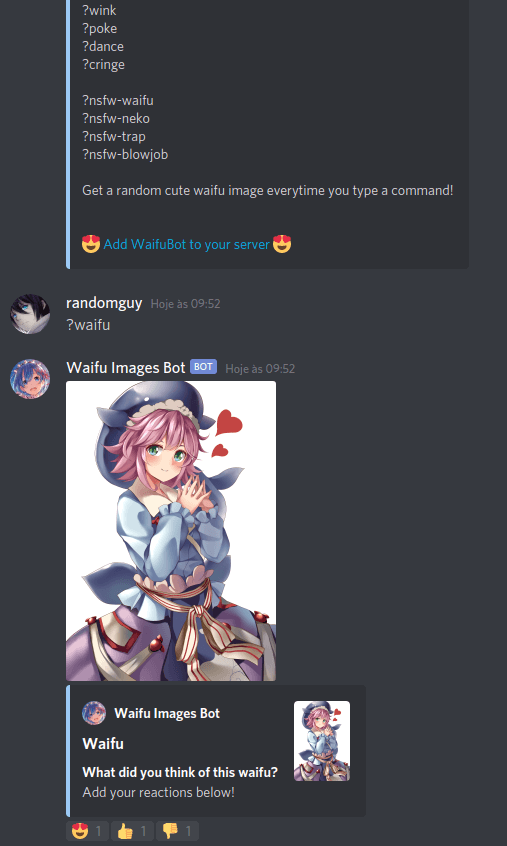 ?wink
?poke
?dance
?cringe
?nsfw-waifu
?nsfw-neko
?nsfw-trap
?nsfw-blowjob
Get a random cute waifu image everytime you type a command!
😍 Add WaifuBot to your server 😍
randomguy Hoje às 09:52
?waifu
Waifu Images Bot BOT Hoje às 09:52
Waifu Images Bot
Waifu
What did you think of this waifu?
Add your reactions below!
😍 1 👍 1 👎 1